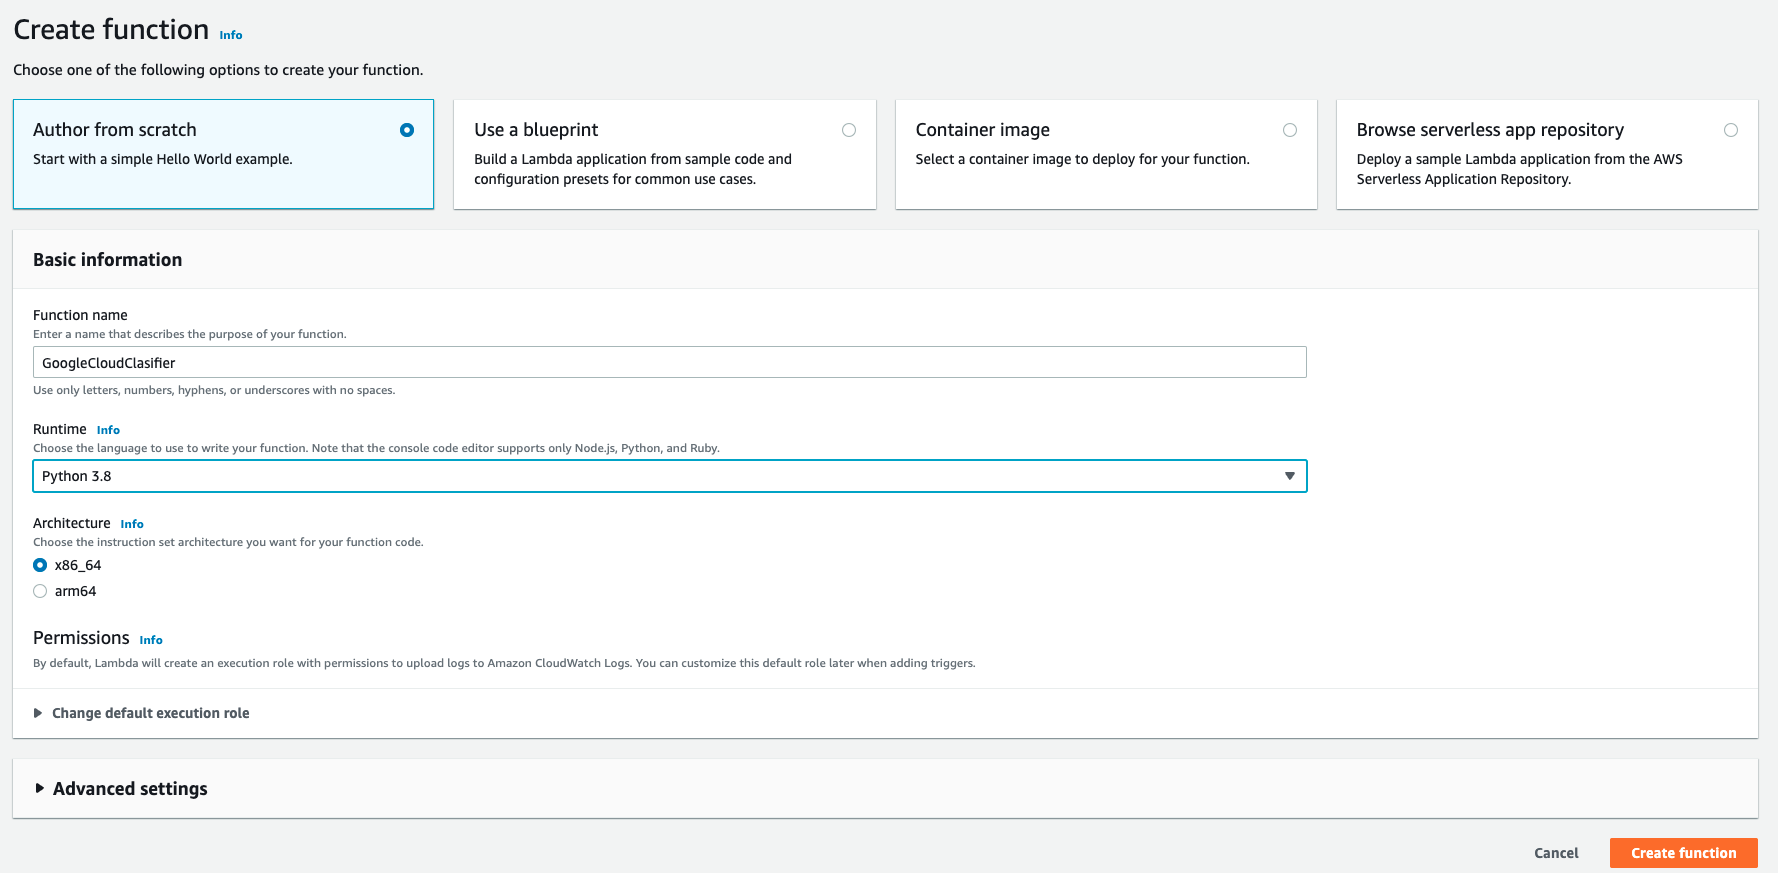 Create function Info
Choose one of the following options to create your function.
Author from scratch
Start with a simple Hello World example.
Use a blueprint
Build a Lambda application from sample code and
configuration presets for common use cases.
Container image
Select a container image to deploy for your function.
Browse serverless app repository
Deploy a sample Lambda application from the AWS
Serverless Application Repository.
Basic information
Function name
Enter a name that describes the purpose of your function.
GoogleCloudClasifier
Use only letters, numbers, hyphens, or underscores with no spaces.
Runtime Info
Choose the language to use to write your function. Note that the console code editor supports only Node.js, Python, and Ruby.
Python 3.8
Architecture Info
Choose the instruction set architecture you want for your function code.
x86_64
arm64
Permissions Info
By default, Lambda will create an execution role with permissions to upload logs to Amazon CloudWatch Logs. You can customize this default role later when adding triggers.
Change default execution role
Advanced settings
Cancel
Create function